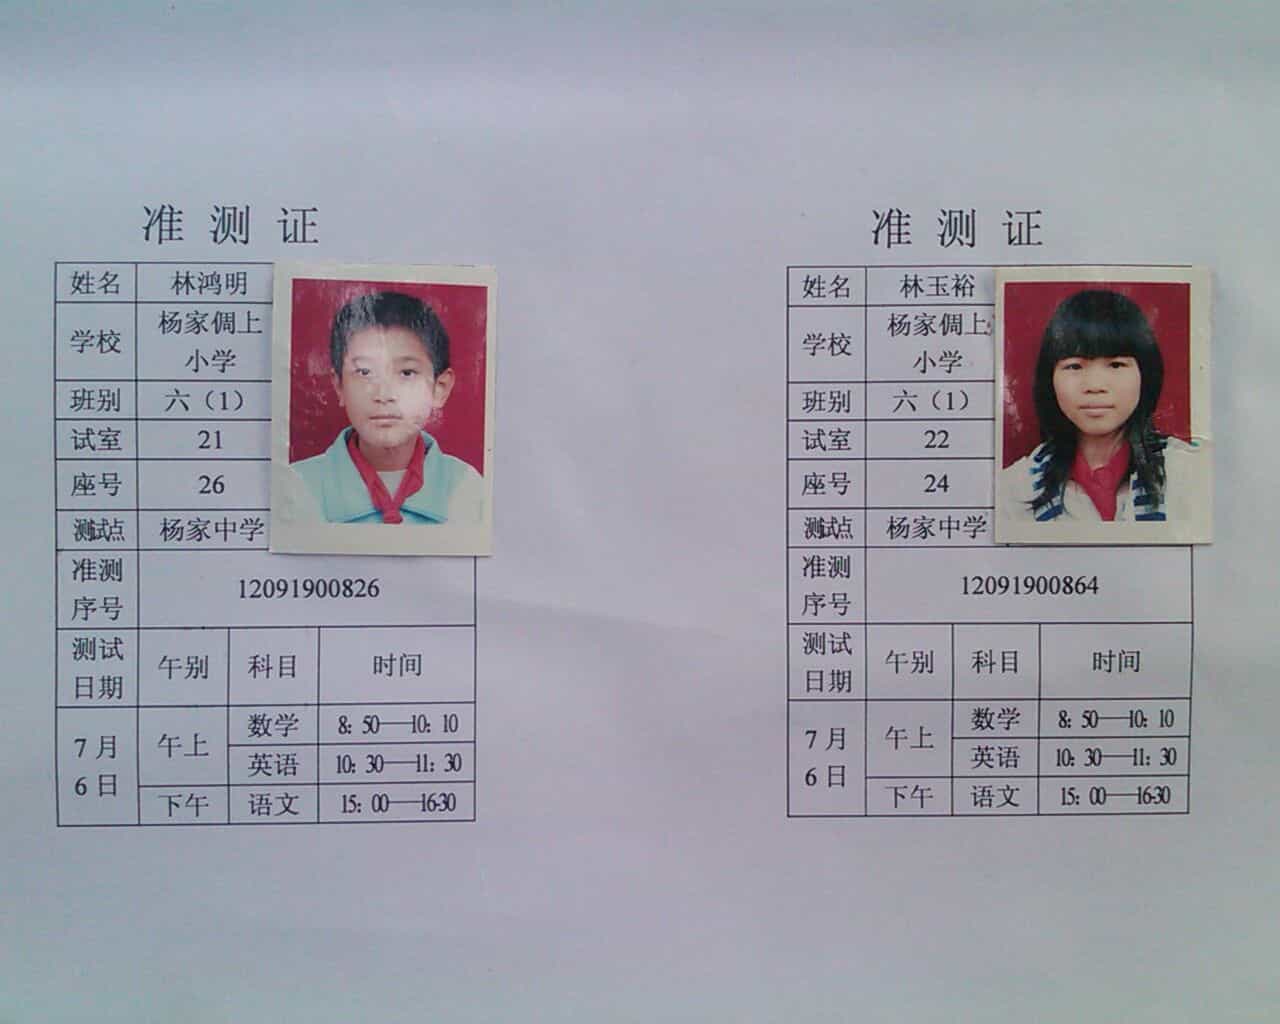 准测证
姓名 林鸿明
学校 杨家倜上
小学
班别 六（1）
试室 21
座号 26
测试点 杨家中学
准测
序号
12091900826
测试
日期
午别 科目 时间
7月
6日
午上 数学 8：50——10：10
英语 10：30——11：30
下午 语文 15：00——16-30
准测证
姓名 林玉裕
学校 杨家倜上
小学
班别 六（1）
试室 22
座号 24
测试点 杨家中学
准测
序号
12091900864
测试
日期
午别 科目 时间
7月
6日
午上 数学 8：50——10：10
英语 10：30——11：30
下午 语文 15：00——16-30